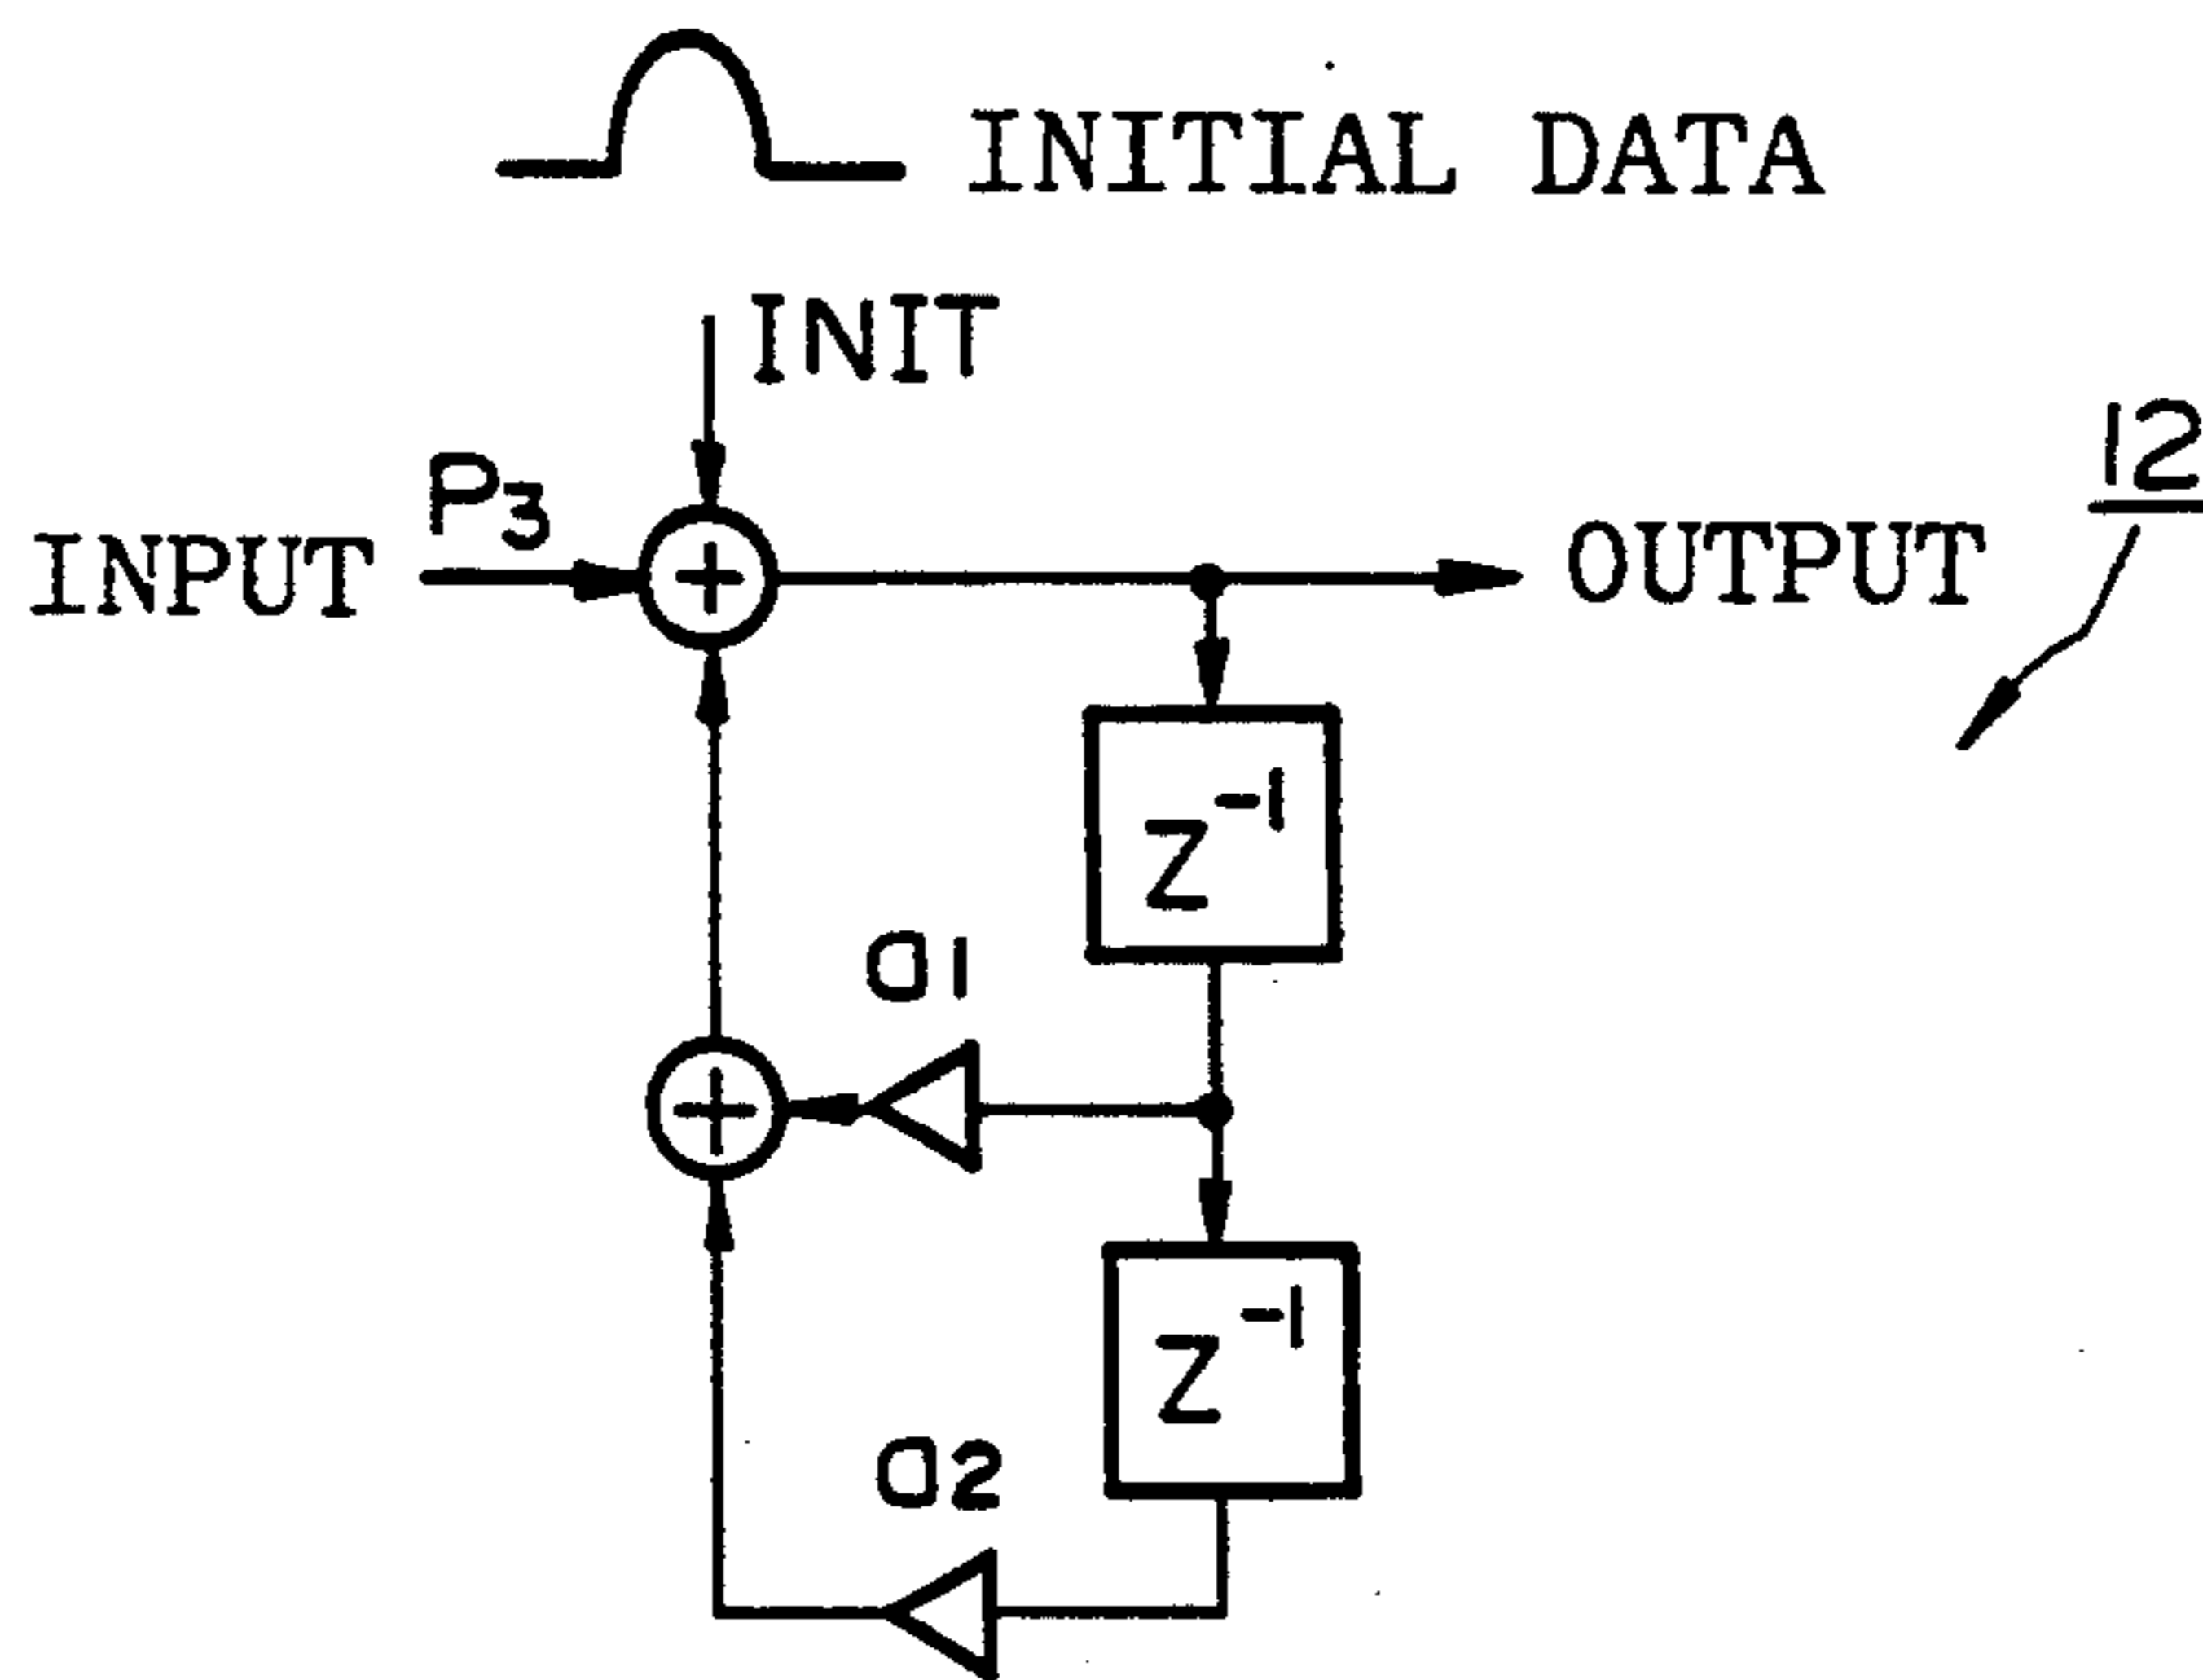 INITIAL DATA
INIT
P3
INPUT
OUTPUT
12
Z-1
a1
Z-1
a2